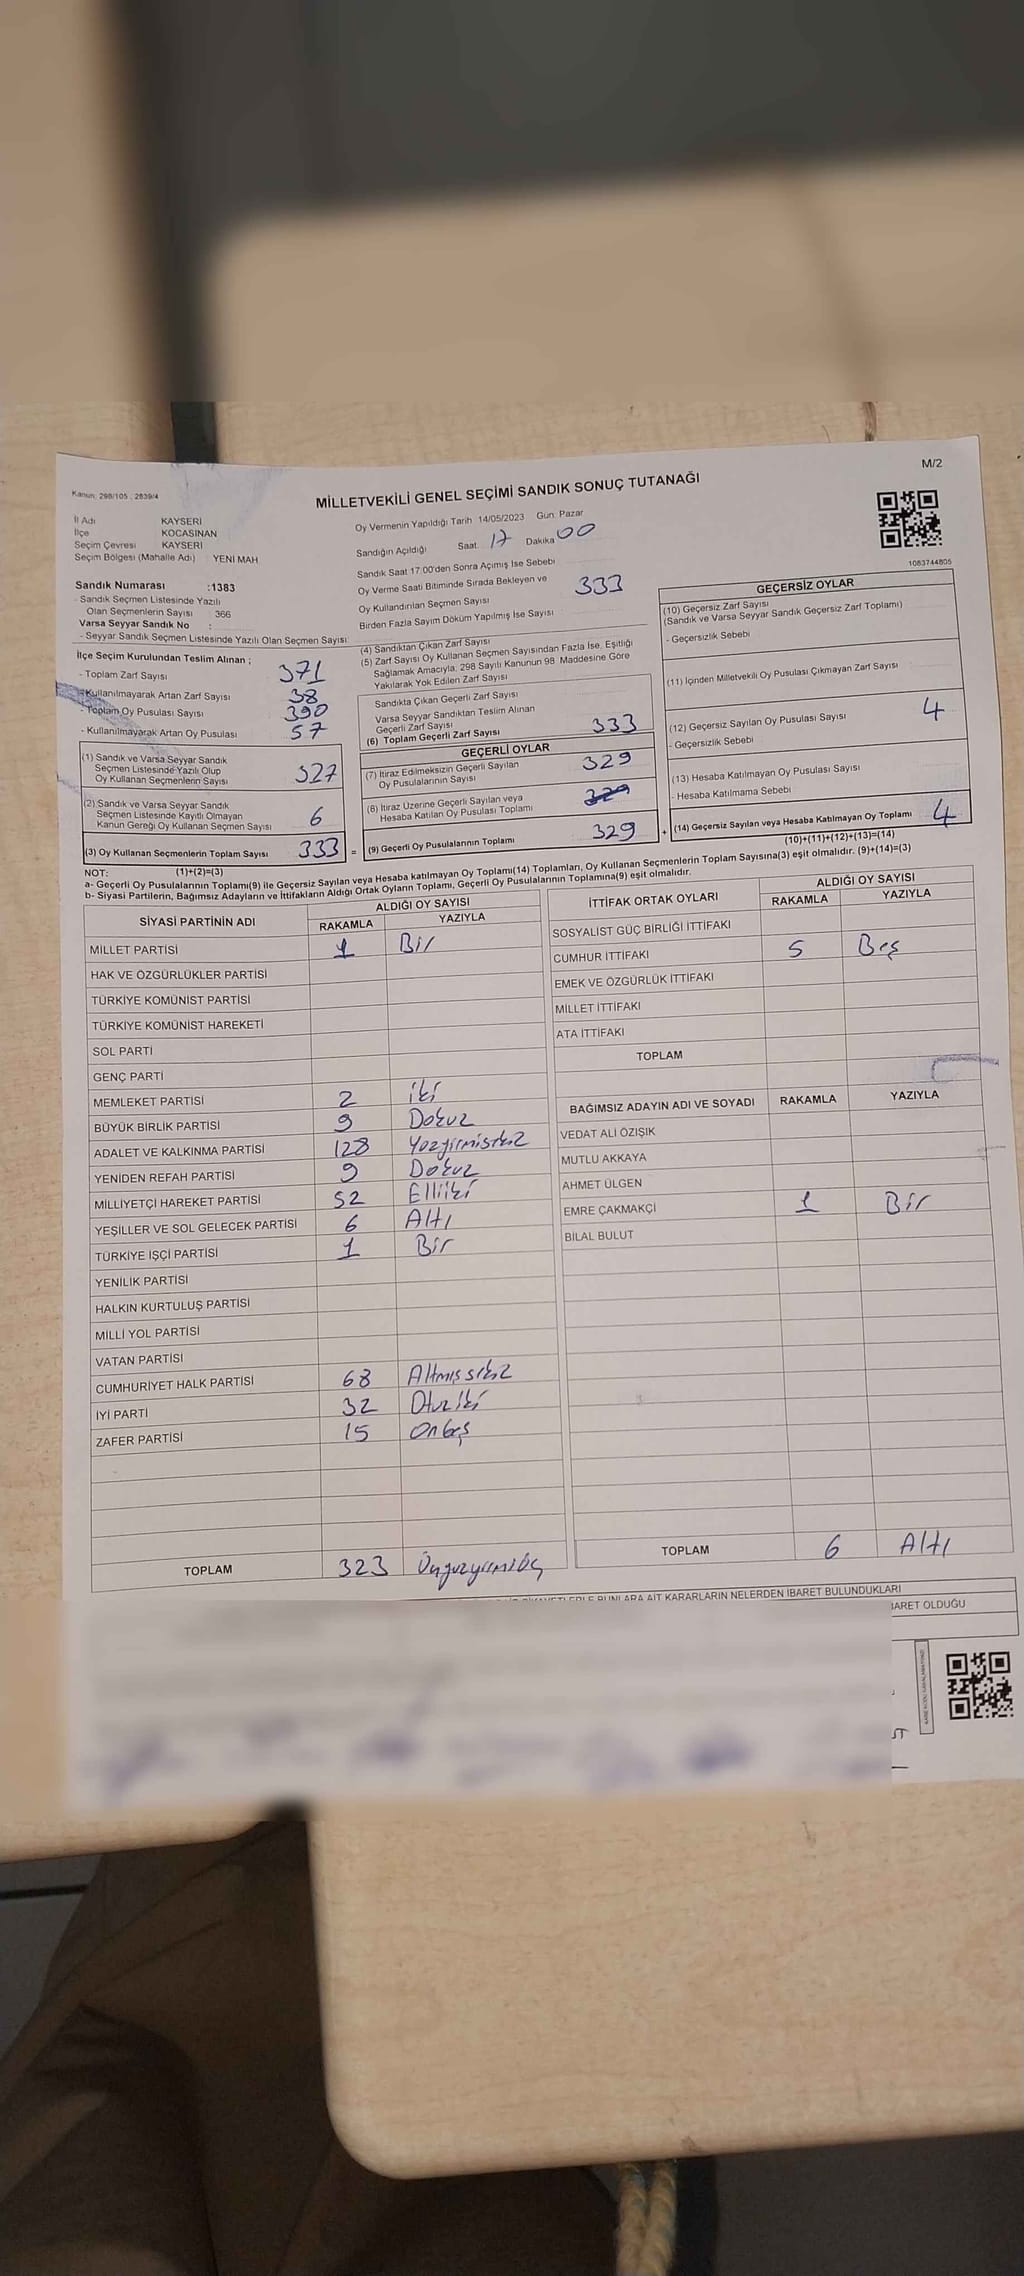 M/2
Kanun: 298/105 , 2839/4
MİLLETVEKİLİ GENEL SEÇİMİ SANDIK SONUÇ TUTANAĞI
İl Adı KAYSERİ
İlçe KOCASİNAN
Seçim Çevresi KAYSERİ
Seçim Bölgesi (Mahalle Adı) YENİ MAH
Sandık Numarası :1383
- Sandık Seçmen Listesinde Yazılı
Olan Seçmenlerin Sayısı : 366
Varsa Seyyar Sandık No :
- Seyyar Sandık Seçmen Listesinde Yazılı Olan Seçmen Sayısı:
Oy Vermenin Yapıldığı Tarih 14/05/2023 Gün: Pazar
Sandığın Açıldığı Saat 17 Dakika 00
Sandık Saat 17:00'den Sonra Açımış İse Sebebi
Oy Verme Saati Bitiminde Sırada Bekleyen ve
Oy Kullandırılan Seçmen Sayısı 333
Birden Fazla Sayım Döküm Yapılmış İse Sayısı
1083744805
İlçe Seçim Kurulundan Teslim Alınan ;
- Toplam Zarf Sayısı 371
- Kullanılmayarak Artan Zarf Sayısı 38
- Toplam Oy Pusulası Sayısı 390
- Kullanılmayarak Artan Oy Pusulası 57
(1) Sandık ve Varsa Seyyar Sandık
Seçmen Listesinde Yazılı Olup
Oy Kullanan Seçmenlerin Sayısı 327
(2) Sandık ve Varsa Seyyar Sandık
Seçmen Listesinde Kayıtlı Olmayan
Kanun Gereği Oy Kullanan Seçmen Sayısı 6
(3) Oy Kullanan Seçmenlerin Toplam Sayısı 333 =
(1)+(2)=(3)
(4) Sandıktan Çıkan Zarf Sayısı
(5) Zarf Sayısı Oy Kullanan Seçmen Sayısından Fazla İse, Eşitliği
Sağlamak Amacıyla, 298 Sayılı Kanunun 98. Maddesine Göre
Yakılarak Yok Edilen Zarf Sayısı
Sandıkta Çıkan Geçerli Zarf Sayısı
Varsa Seyyar Sandıktan Teslim Alınan
Geçerli Zarf Sayısı
(6) Toplam Geçerli Zarf Sayısı 333
GEÇERLİ OYLAR
(7) İtiraz Edilmeksizin Geçerli Sayılan
Oy Pusulalarının Sayısı 329
(8) İtiraz Üzerine Geçerli Sayılan veya
Hesaba Katılan Oy Pusulası Toplamı 329
(9) Geçerli Oy Pusulalarının Toplamı 329 +
GEÇERSİZ OYLAR
(10) Geçersiz Zarf Sayısı
(Sandık ve Varsa Seyyar Sandık Geçersiz Zarf Toplamı)
- Geçersizlik Sebebi
(11) İçinden Milletvekili Oy Pusulası Çıkmayan Zarf Sayısı
(12) Geçersiz Sayılan Oy Pusulası Sayısı 4
- Geçersizlik Sebebi
(13) Hesaba Katılmayan Oy Pusulası Sayısı
- Hesaba Katılmama Sebebi
(14) Geçersiz Sayılan veya Hesaba Katılmayan Oy Toplamı 4
(10)+(11)+(12)+(13)=(14)
NOT:
a- Geçerli Oy Pusulalarının Toplamı(9) ile Geçersiz Sayılan veya Hesaba katılmayan Oy Toplamı(14) Toplamları, Oy Kullanan Seçmenlerin Toplam Sayısına(3) eşit olmalıdır. (9)+(14)=(3)
b- Siyasi Partilerin, Bağımsız Adayların ve İttifakların Aldığı Ortak Oyların Toplamı, Geçerli Oy Pusulalarının Toplamına(9) eşit olmalıdır.
SİYASİ PARTİNİN ADI ALDIĞI OY SAYISI
RAKAMLA YAZIYLA
MİLLET PARTİSİ 1 Bir
HAK VE ÖZGÜRLÜKLER PARTİSİ
TÜRKİYE KOMÜNİST PARTİSİ
TÜRKİYE KOMÜNİST HAREKETİ
SOL PARTİ
GENÇ PARTİ
MEMLEKET PARTİSİ 2 iki
BÜYÜK BİRLİK PARTİSİ 9 Dokuz
ADALET VE KALKINMA PARTİSİ 128 Yüzyirmisekiz
YENİDEN REFAH PARTİSİ 9 Dokuz
MİLLİYETÇİ HAREKET PARTİSİ 52 Elliiki
YEŞİLLER VE SOL GELECEK PARTİSİ 6 Altı
TÜRKİYE İŞÇİ PARTİSİ 1 Bir
YENİLİK PARTİSİ
HALKIN KURTULUŞ PARTİSİ
MİLLİ YOL PARTİSİ
VATAN PARTİSİ
CUMHURİYET HALK PARTİSİ 68 Altmışsekiz
İYİ PARTİ 32 Otuziki
ZAFER PARTİSİ 15 Onbeş
TOPLAM 323 Üçyüzyirmiüç
İTTİFAK ORTAK OYLARI ALDIĞI OY SAYISI
RAKAMLA YAZIYLA
SOSYALİST GÜÇ BİRLİĞİ İTTİFAKI
CUMHUR İTTİFAKI 5 Beş
EMEK VE ÖZGÜRLÜK İTTİFAKI
MİLLET İTTİFAKI
ATA İTTİFAKI
TOPLAM
BAĞIMSIZ ADAYIN ADI VE SOYADI RAKAMLA YAZIYLA
VEDAT ALİ ÖZIŞIK
MUTLU AKKAYA
AHMET ÜLGEN
EMRE ÇAKMAKÇİ 1 Bir
BİLAL BULUT
TOPLAM 6 Altı
BUNLARA AİT KARARLARIN NELERDEN İBARET BULUNDUKLARI
BARET OLDUĞU